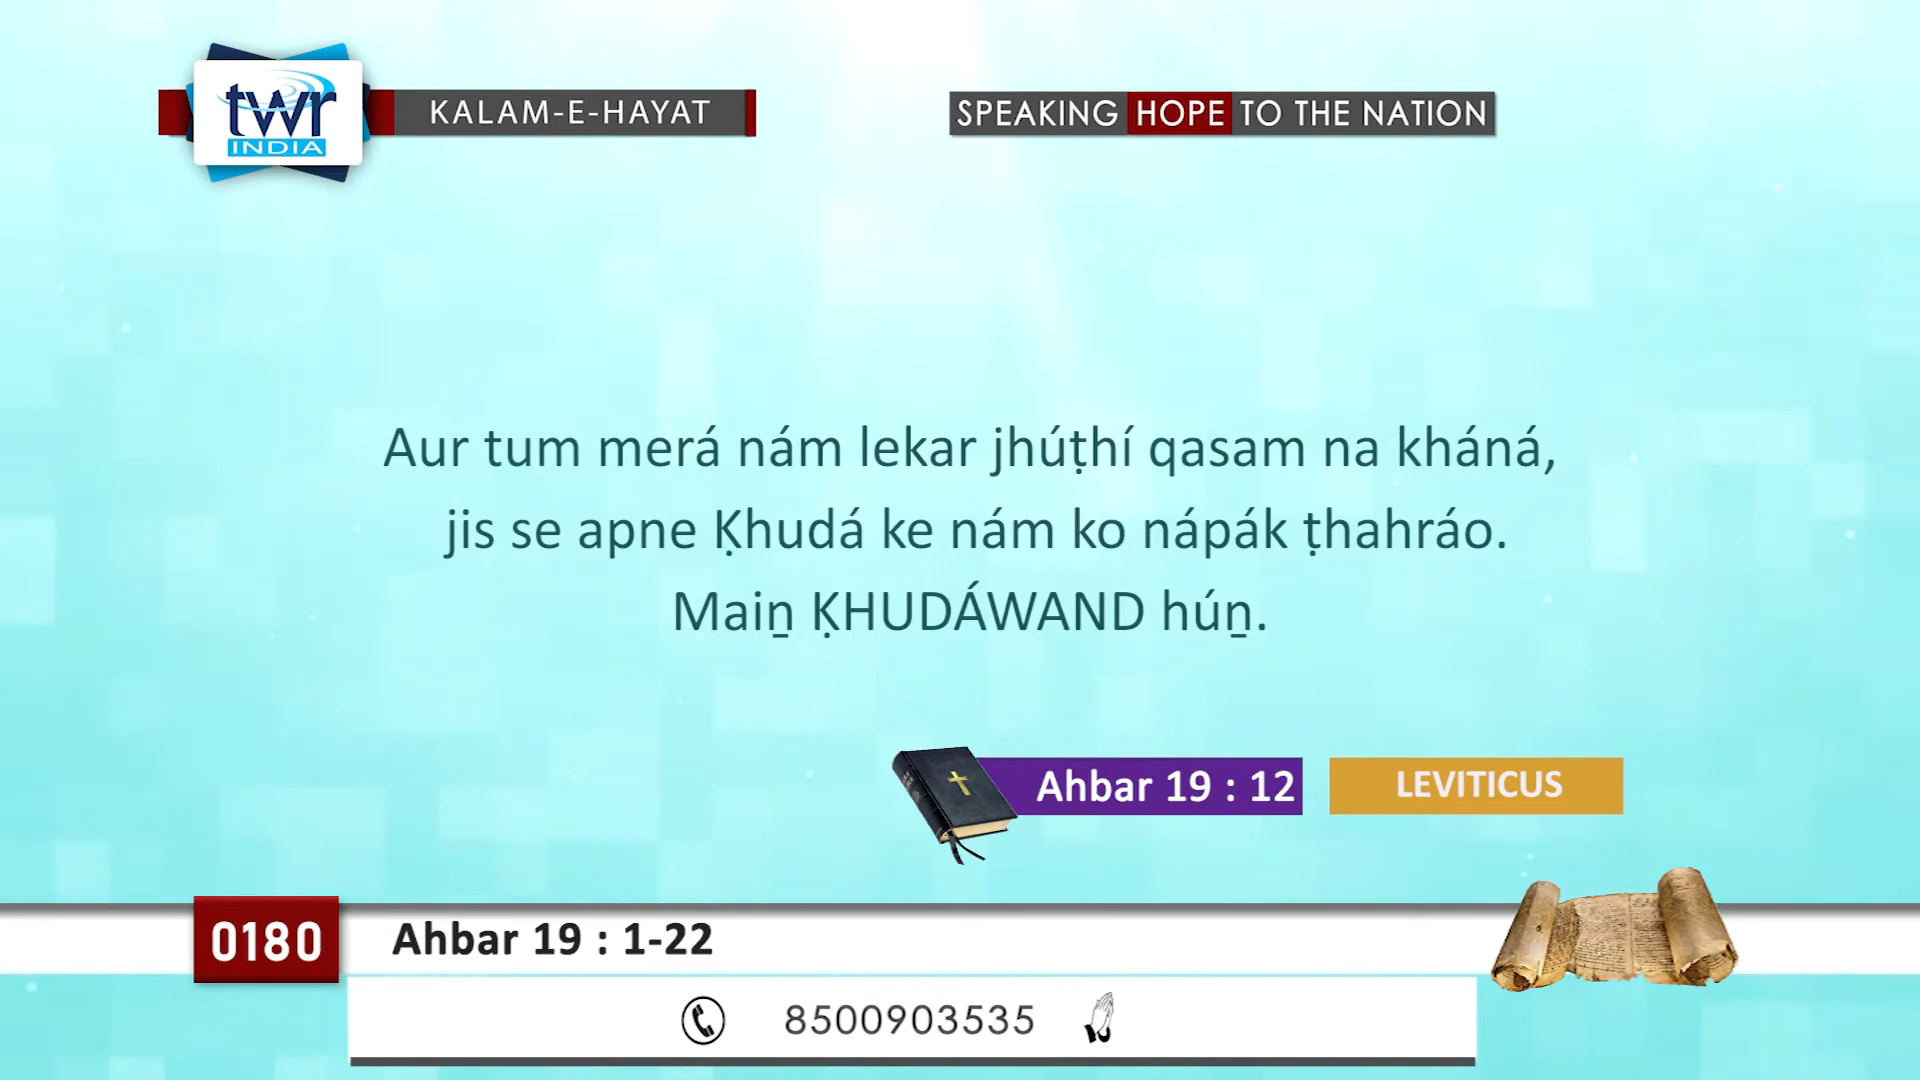 twr
INDIA
KALAM-E-HAYAT
SPEAKING HOPE TO THE NATION
Aur tum merá nám lekar jhúṭhí qasam na kháná,
jis se apne Ḳhudá ke nám ko nápák ṭhahráo.
Maiṉ ḲHUDÁWAND húṉ.
Ahbar 19 : 12
LEVITICUS
0180
Ahbar 19 : 1-22
8500903535